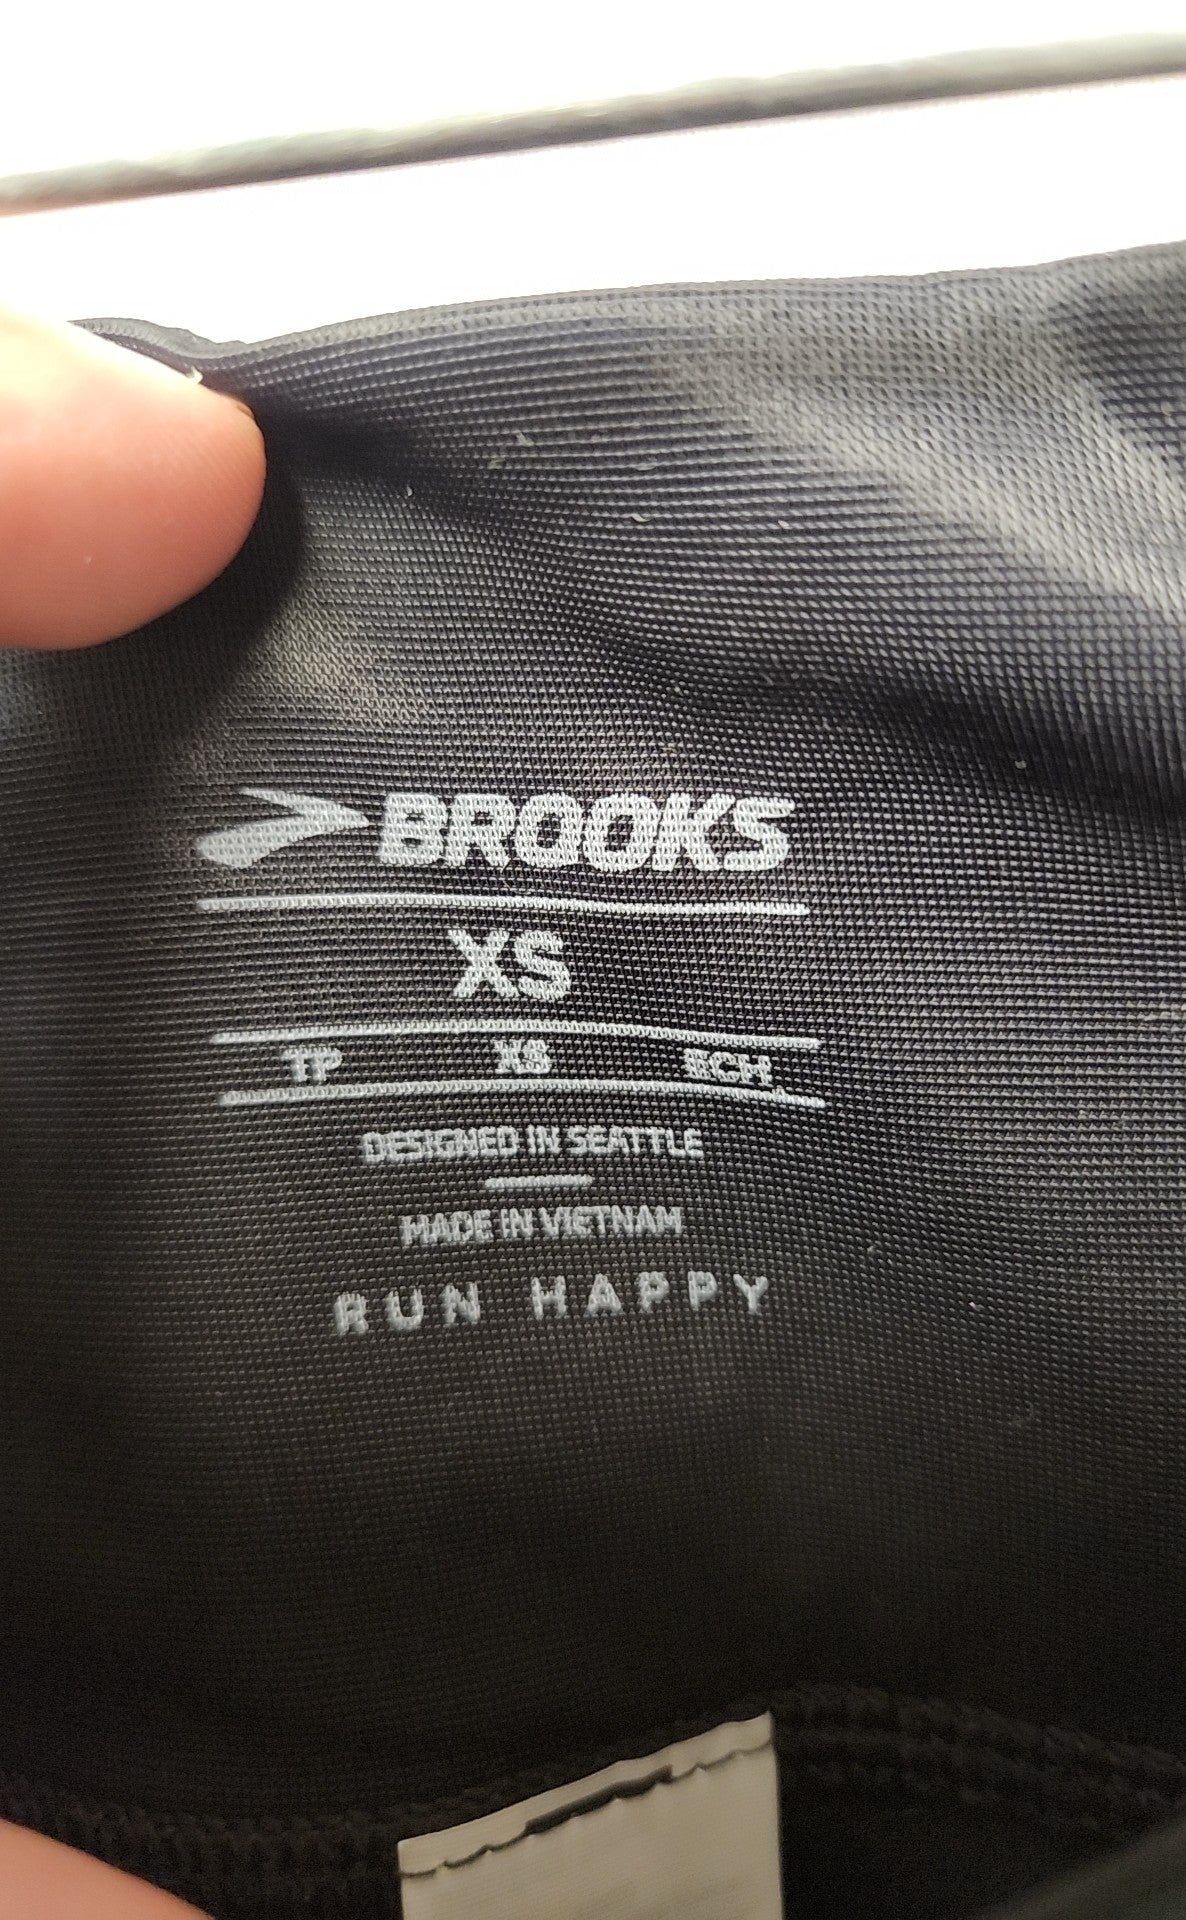 BROOKS
XS
TP XS ECH.
DESIGNED IN SEATTLE
MADE IN VIETNAM
RUN HAPPY